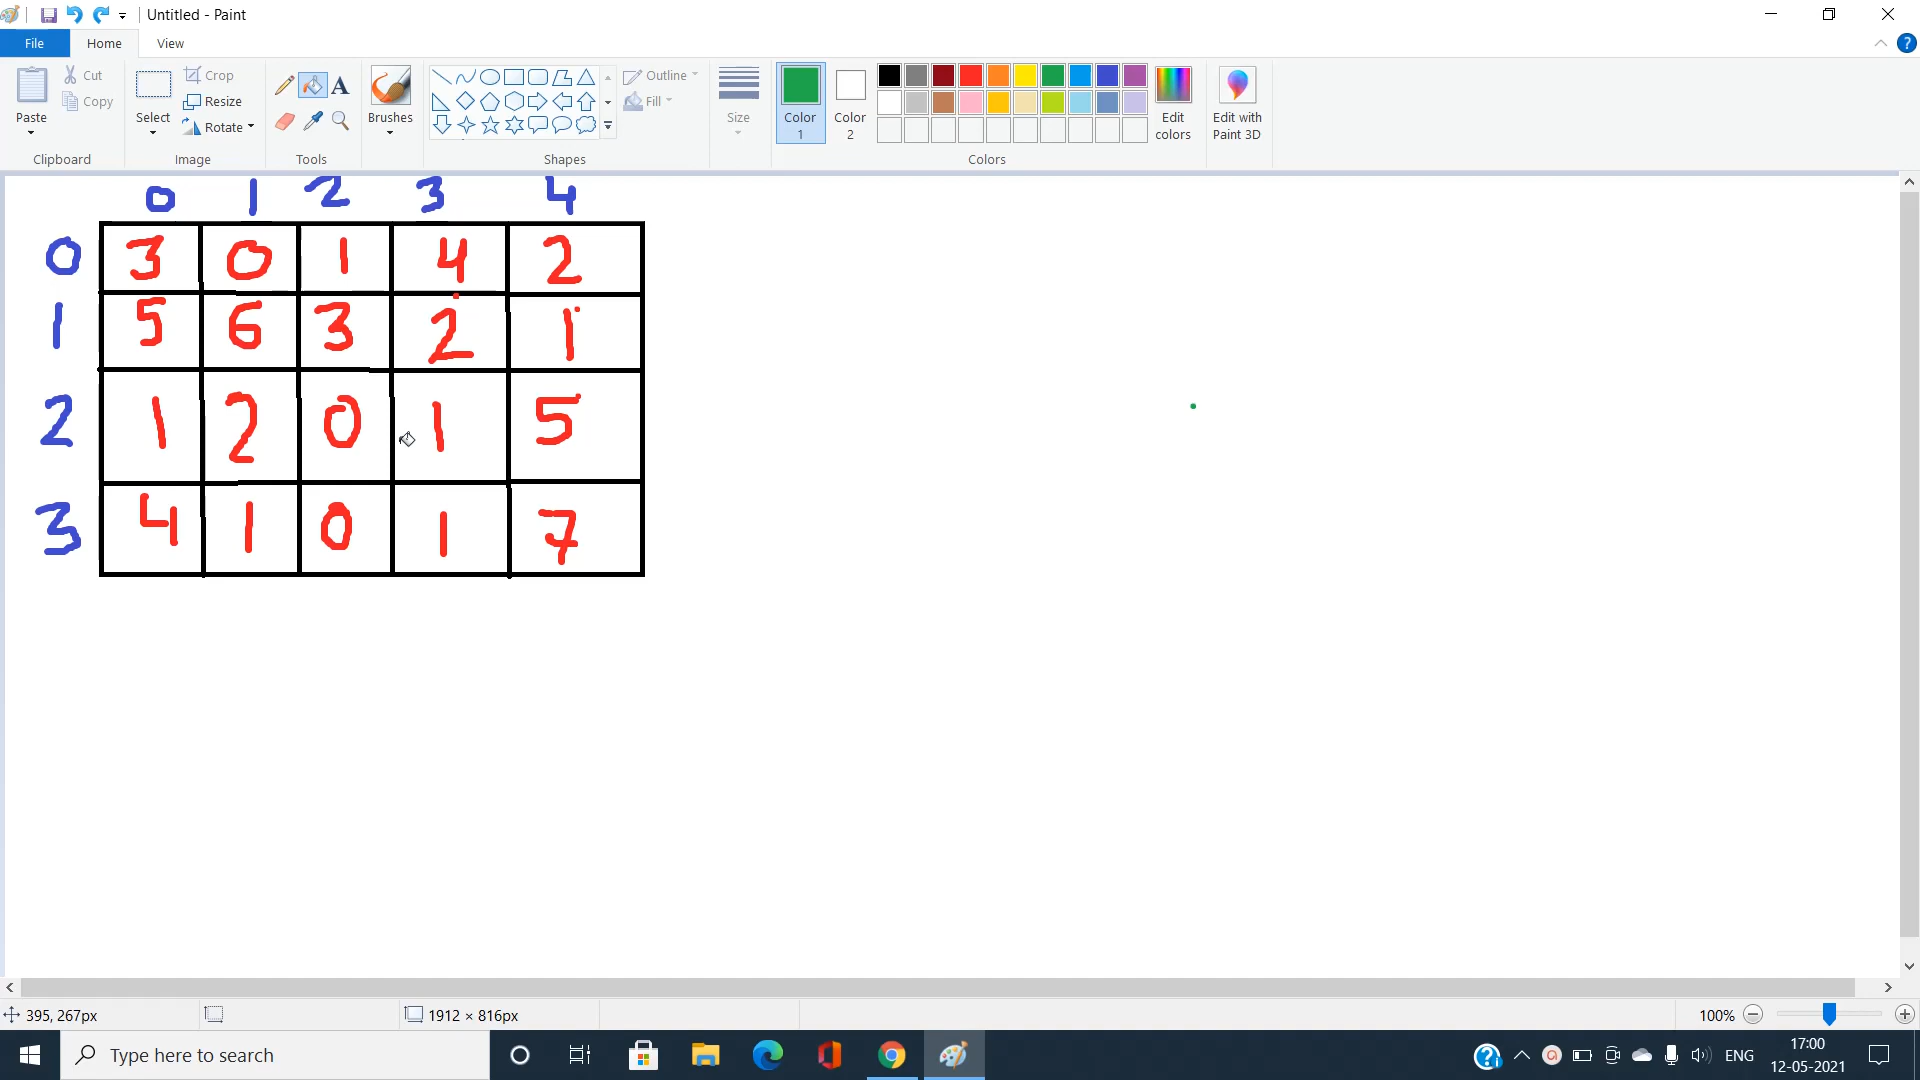 Untitled - Paint
File Home View
Paste
Cut
Copy
Clipboard
Select
Crop
Resize
Rotate
Image
A
Tools
Brushes
Shapes
Outline
Fill
Size
Color 1
Color 2
Edit colors
Colors
Edit with Paint 3D
?
0 1 2 3 4
0 3 0 1 4 2
1 5 6 3 2 1
2 1 2 0 1 5
3 4 1 0 1 7
395, 267px
1912 × 816px
100%
Type here to search
ENG
17:00
12-05-2021